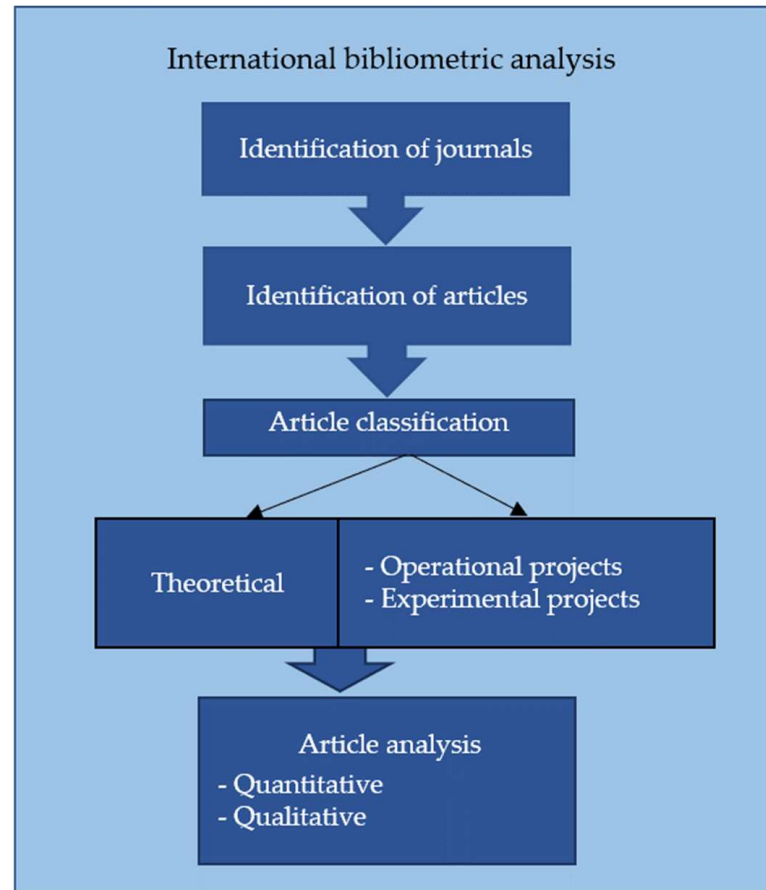 International bibliometric analysis
Identification of journals
Identification of articles
Article classification
Theoretical
- Operational projects
- Experimental projects
Article analysis
- Quantitative
- Qualitative